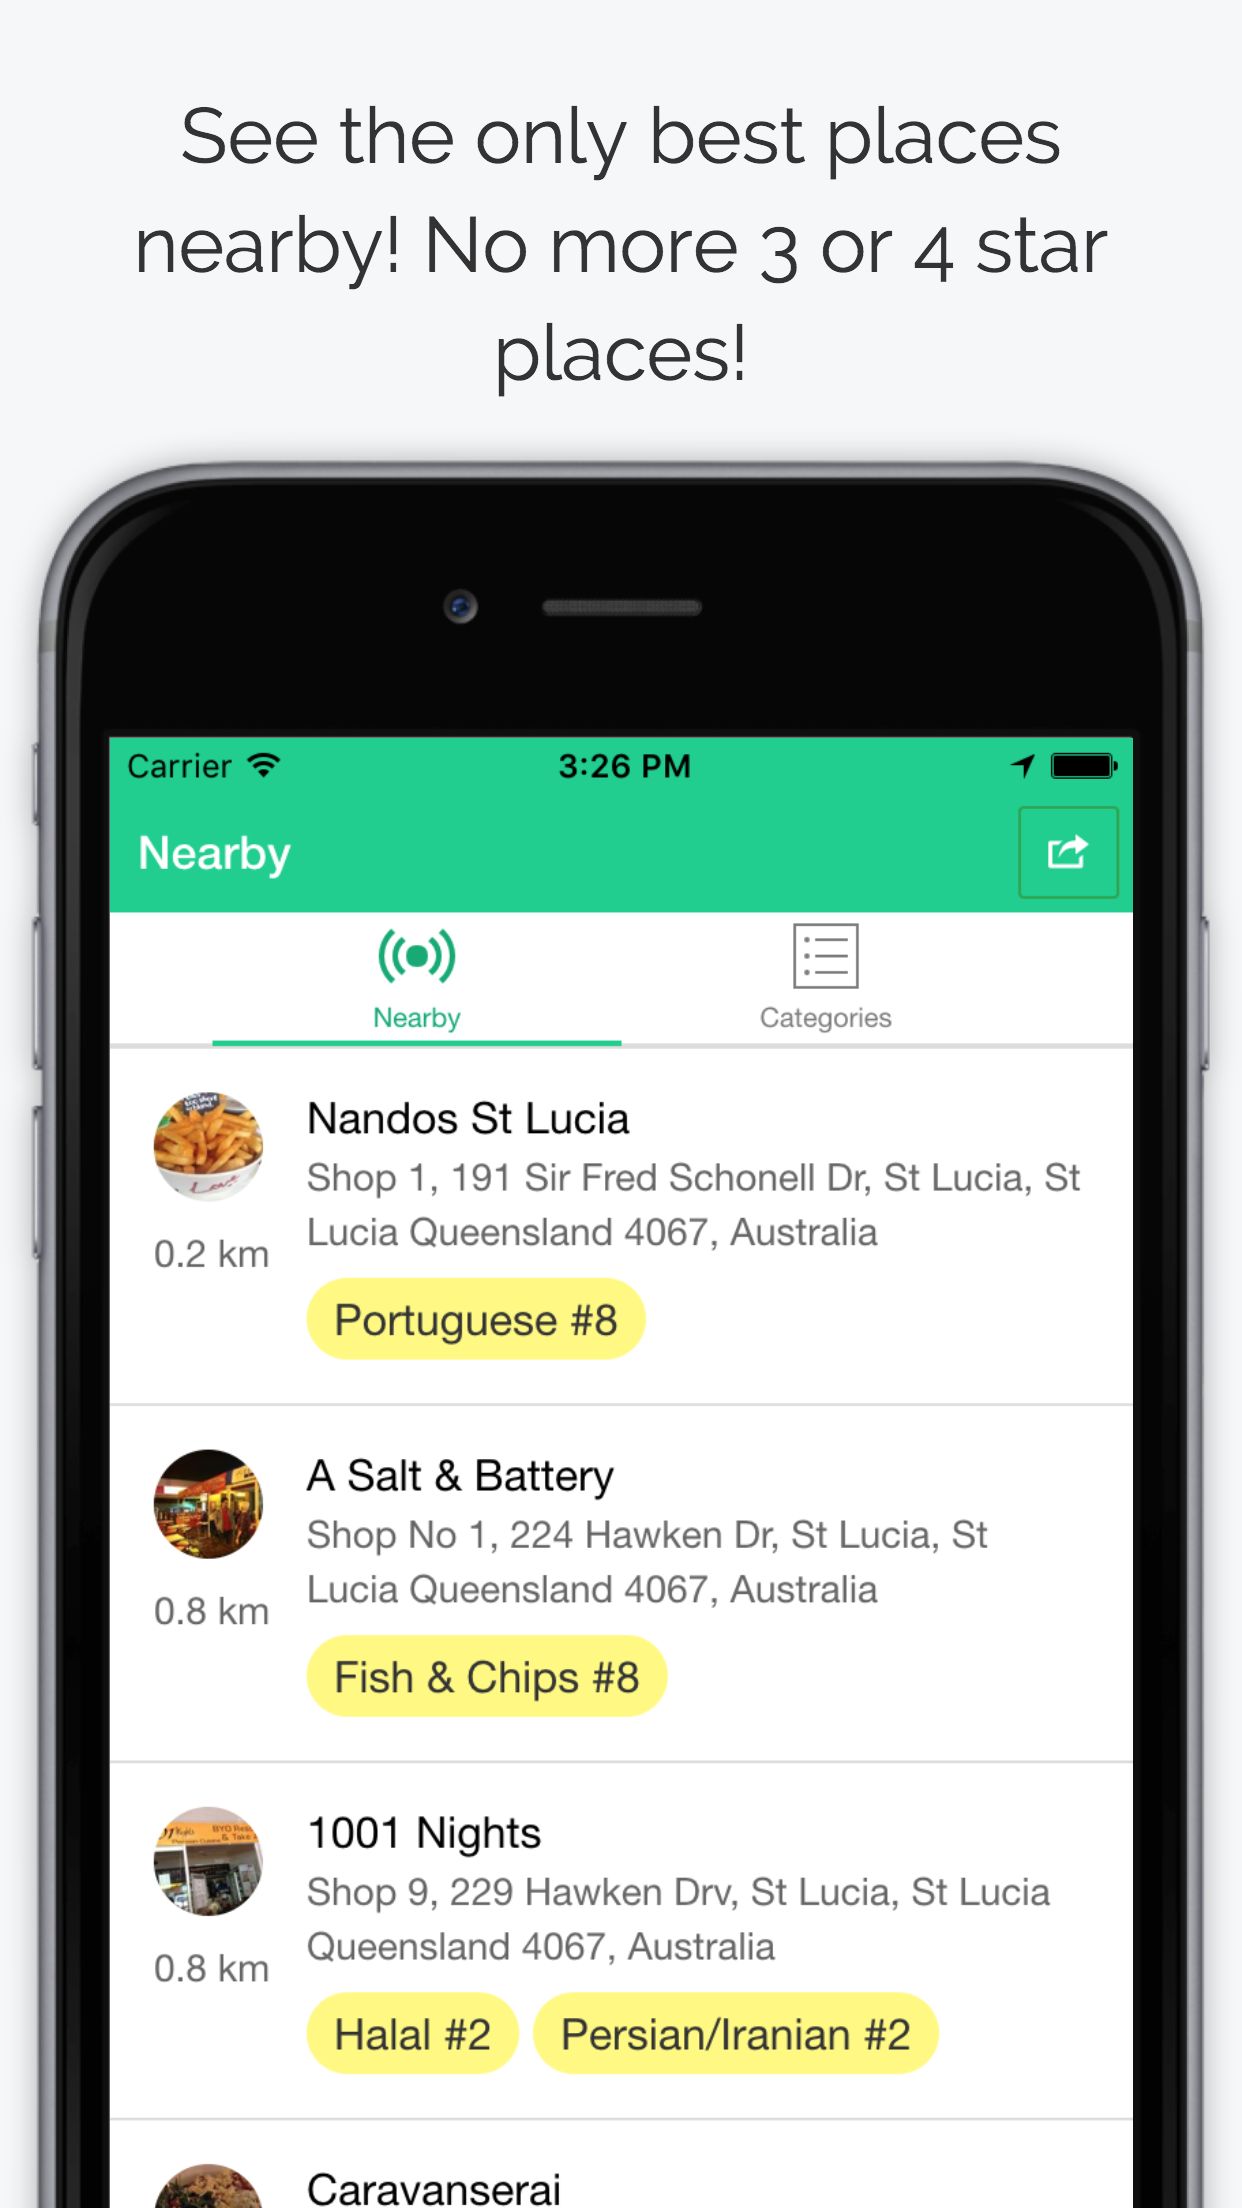 See the only best places
nearby! No more 3 or 4 star
places!
Carrier 3:26 PM
Nearby
Nearby Categories
Nandos St Lucia
Shop 1, 191 Sir Fred Schonell Dr, St Lucia, St
Lucia Queensland 4067, Australia
0.2 km
Portuguese #8
A Salt & Battery
Shop No 1, 224 Hawken Dr, St Lucia, St
Lucia Queensland 4067, Australia
0.8 km
Fish & Chips #8
1001 Nights
Shop 9, 229 Hawken Drv, St Lucia, St Lucia
Queensland 4067, Australia
0.8 km
Halal #2 Persian/Iranian #2
Caravanserai